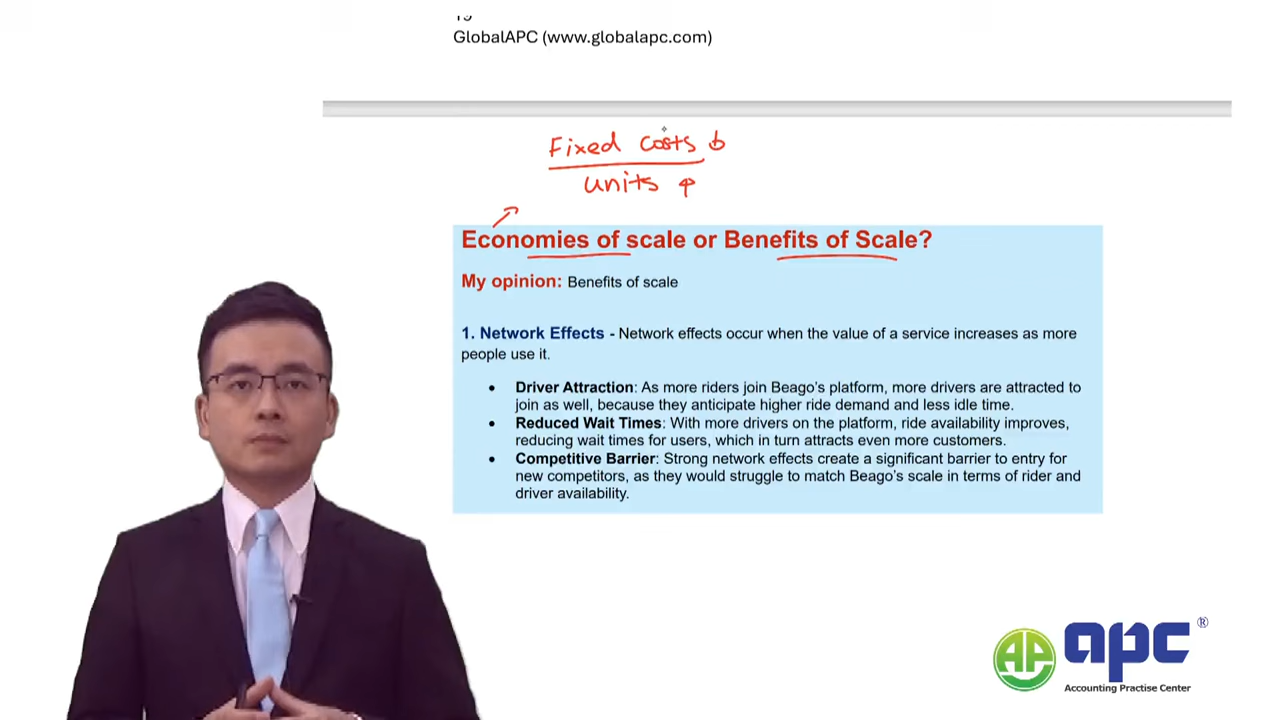 GlobalAPC (www.globalapc.com)
Fixed costs
units
Economies of scale or Benefits of Scale?
My opinion: Benefits of scale
1. Network Effects - Network effects occur when the value of a service increases as more
people use it.
• Driver Attraction: As more riders join Beago's platform, more drivers are attracted to
join as well, because they anticipate higher ride demand and less idle time.
• Reduced Wait Times: With more drivers on the platform, ride availability improves,
reducing wait times for users, which in turn attracts even more customers.
• Competitive Barrier: Strong network effects create a significant barrier to entry for
new competitors, as they would struggle to match Beago's scale in terms of rider and
driver availability.
AP
apc®
Accounting Practise Center